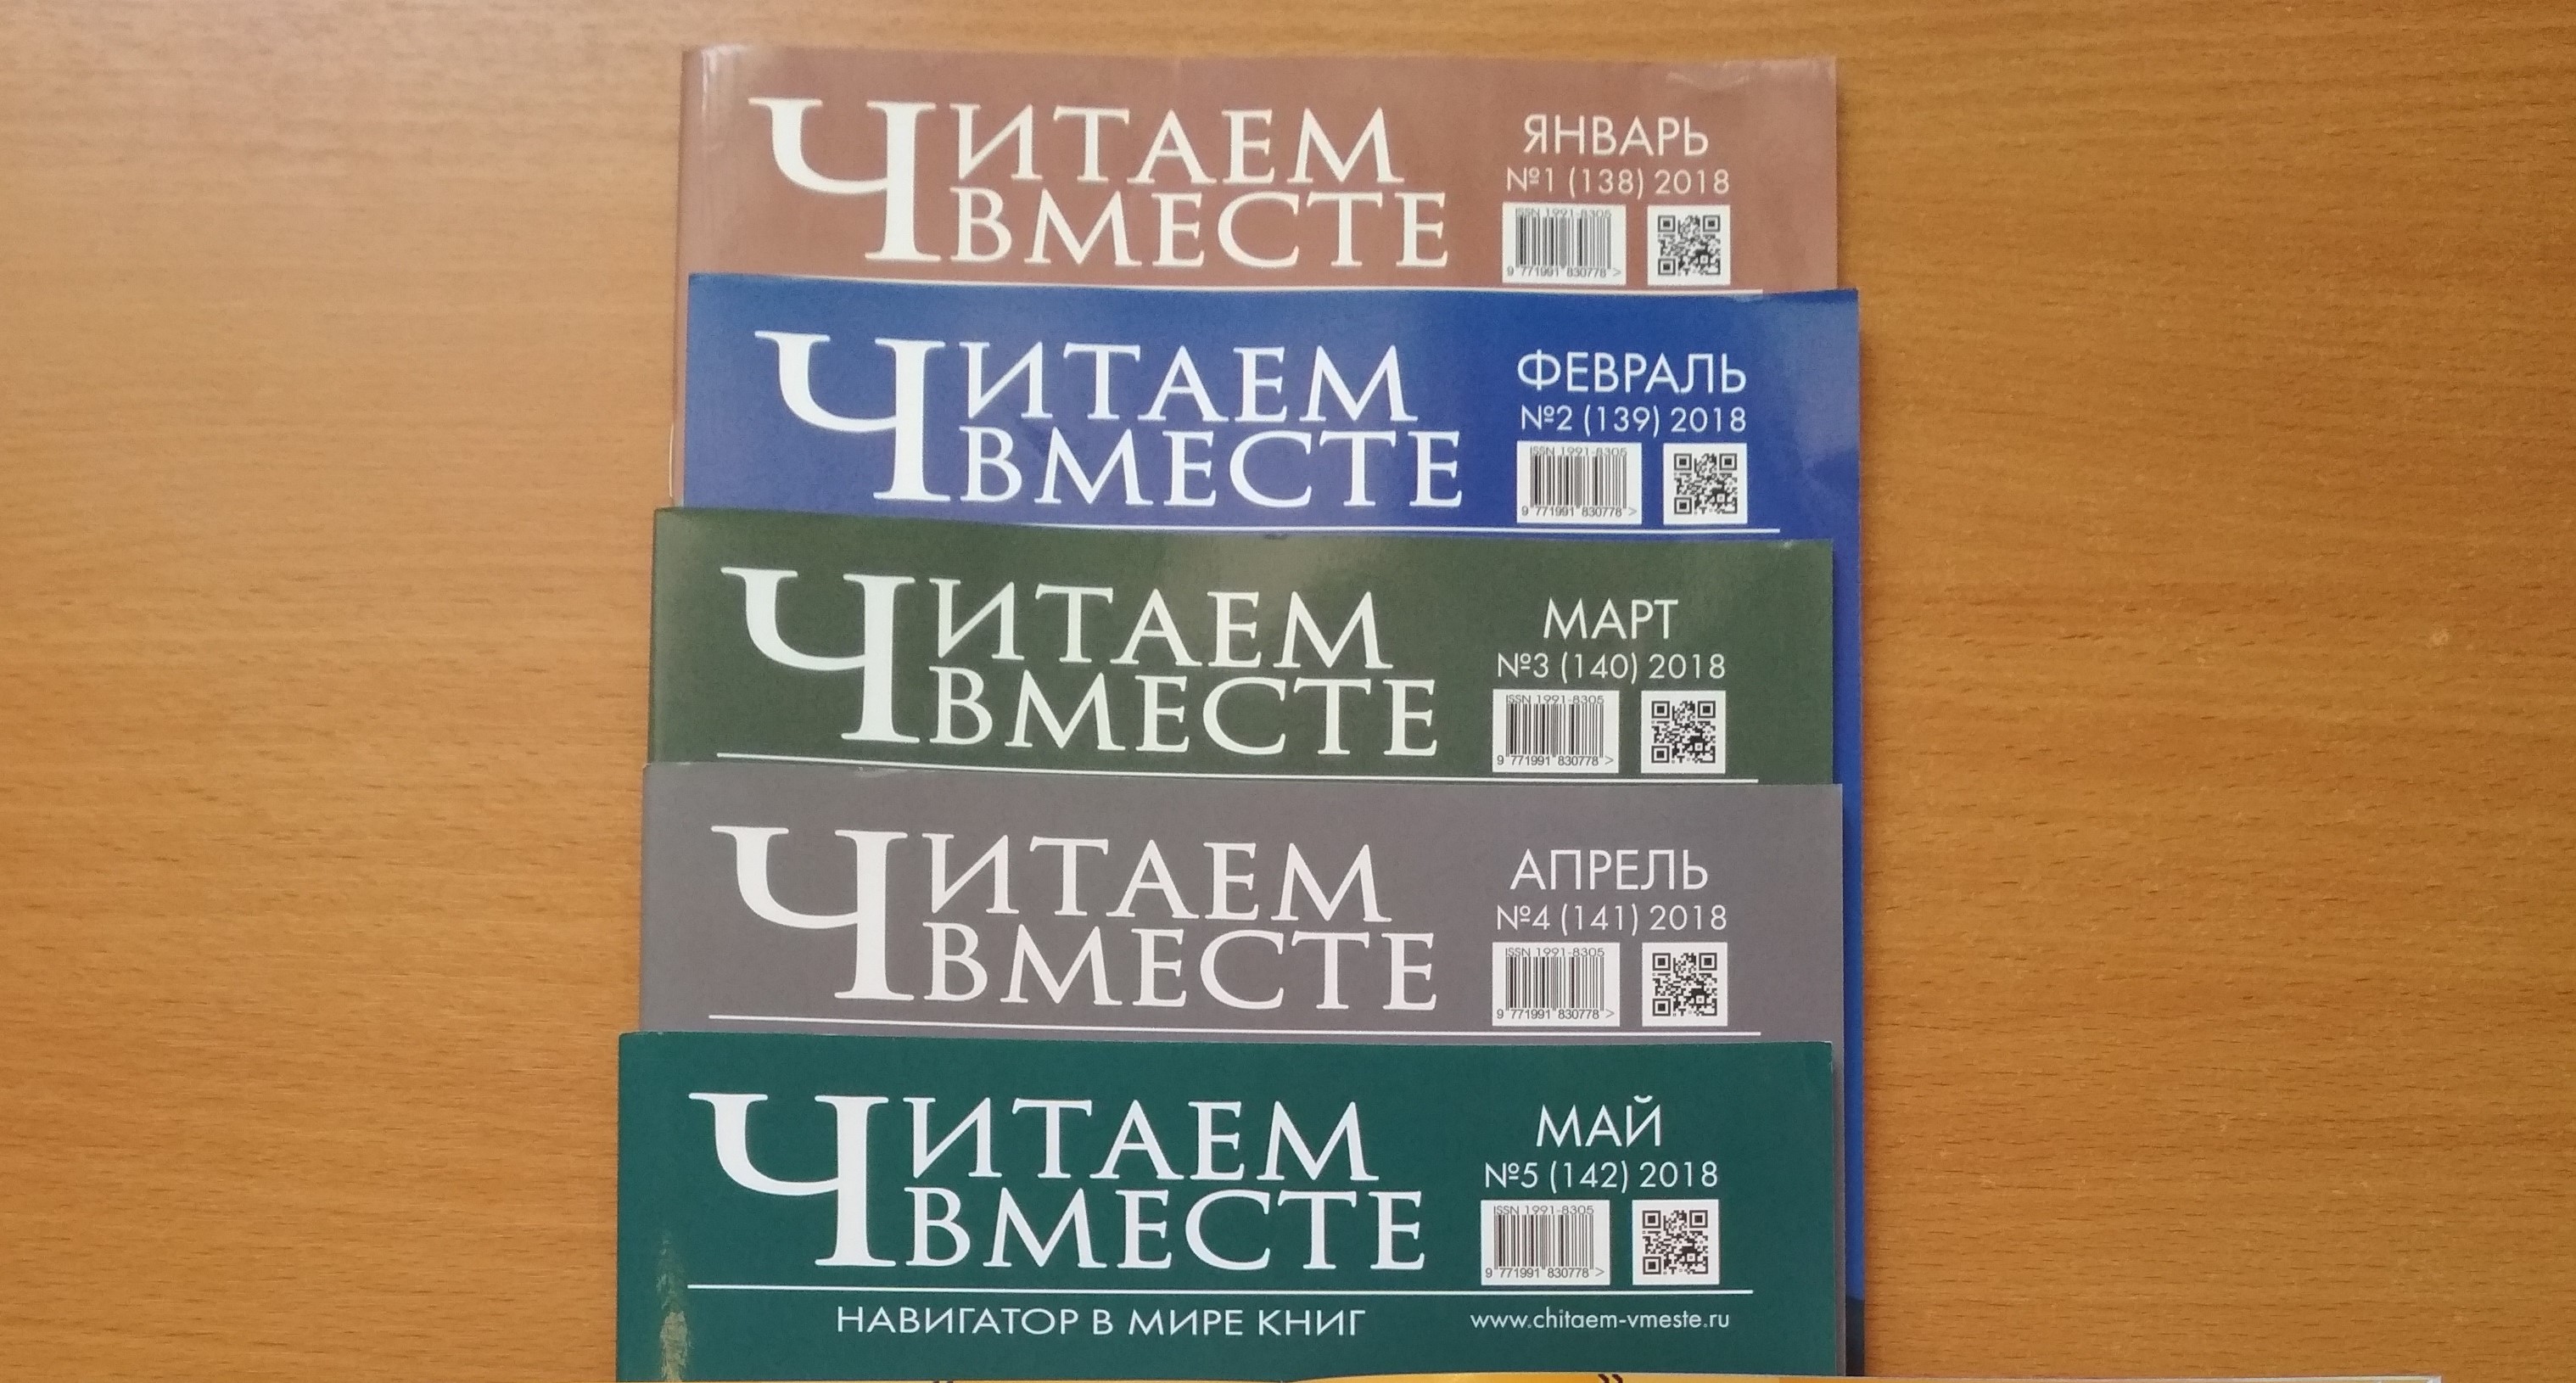 ЧИТАЕМ
ВМЕСТЕ
ЯНВАРЬ
№1 (138) 2018
ISSN 1991-8305
9 771991 830778 >
ЧИТАЕМ
ВМЕСТЕ
ФЕВРАЛЬ
№2 (139) 2018
ISSN 1991-8305
9 771991 830778 >
ЧИТАЕМ
ВМЕСТЕ
МАРТ
№3 (140) 2018
ISSN 1991-8305
9 771991 830778 >
ЧИТАЕМ
ВМЕСТЕ
АПРЕЛЬ
№4 (141) 2018
ISSN 1991-8305
9 771991 830778 >
ЧИТАЕМ
ВМЕСТЕ
МАЙ
№5 (142) 2018
ISSN 1991-8305
9 771991 830778 >
НАВИГАТОР В МИРЕ КНИГ
www.chitaem-vmeste.ru